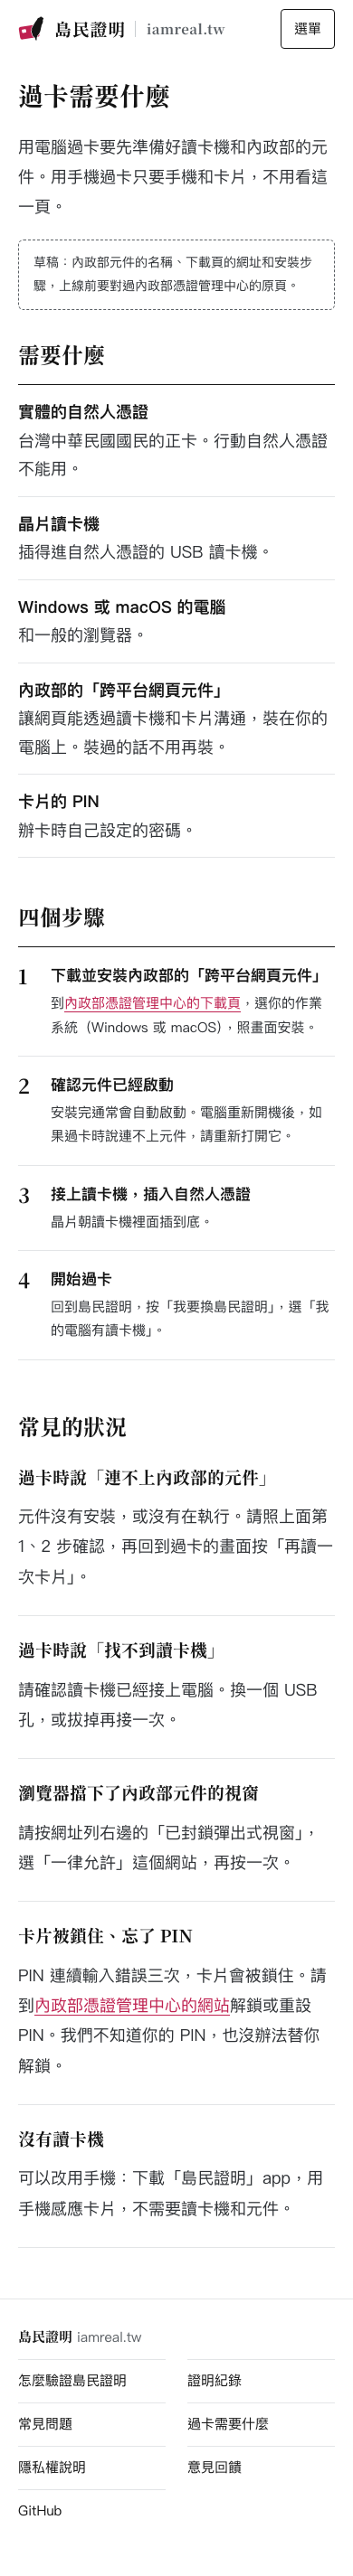 島民證明 iamreal.tw 選單
過卡需要什麼
用電腦過卡要先準備好讀卡機和內政部的元
件。用手機過卡只要手機和卡片，不用看這
一頁。
草稿：內政部元件的名稱、下載頁的網址和安裝步
驟，上線前要對過內政部憑證管理中心的原頁。
需要什麼
實體的自然人憑證
台灣中華民國國民的正卡。行動自然人憑證
不能用。
晶片讀卡機
插得進自然人憑證的 USB 讀卡機。
Windows 或 macOS 的電腦
和一般的瀏覽器。
內政部的「跨平台網頁元件」
讓網頁能透過讀卡機和卡片溝通，裝在你的
電腦上。裝過的話不用再裝。
卡片的 PIN
辦卡時自己設定的密碼。
四個步驟
1 下載並安裝內政部的「跨平台網頁元件」
到內政部憑證管理中心的下載頁，選你的作業
系統（Windows 或 macOS），照畫面安裝。
2 確認元件已經啟動
安裝完通常會自動啟動。電腦重新開機後，如
果過卡時說連不上元件，請重新打開它。
3 接上讀卡機，插入自然人憑證
晶片朝讀卡機裡面插到底。
4 開始過卡
回到島民證明，按「我要換島民證明」，選「我
的電腦有讀卡機」。
常見的狀況
過卡時說「連不上內政部的元件」
元件沒有安裝，或沒有在執行。請照上面第
1、2 步確認，再回到過卡的畫面按「再讀一
次卡片」。
過卡時說「找不到讀卡機」
請確認讀卡機已經接上電腦。換一個 USB
孔，或拔掉再接一次。
瀏覽器擋下了內政部元件的視窗
請按網址列右邊的「已封鎖彈出式視窗」，
選「一律允許」這個網站，再按一次。
卡片被鎖住、忘了 PIN
PIN 連續輸入錯誤三次，卡片會被鎖住。請
到內政部憑證管理中心的網站解鎖或重設
PIN。我們不知道你的 PIN，也沒辦法替你
解鎖。
沒有讀卡機
可以改用手機：下載「島民證明」app，用
手機感應卡片，不需要讀卡機和元件。
島民證明 iamreal.tw
怎麼驗證島民證明 證明紀錄
常見問題 過卡需要什麼
隱私權說明 意見回饋
GitHub